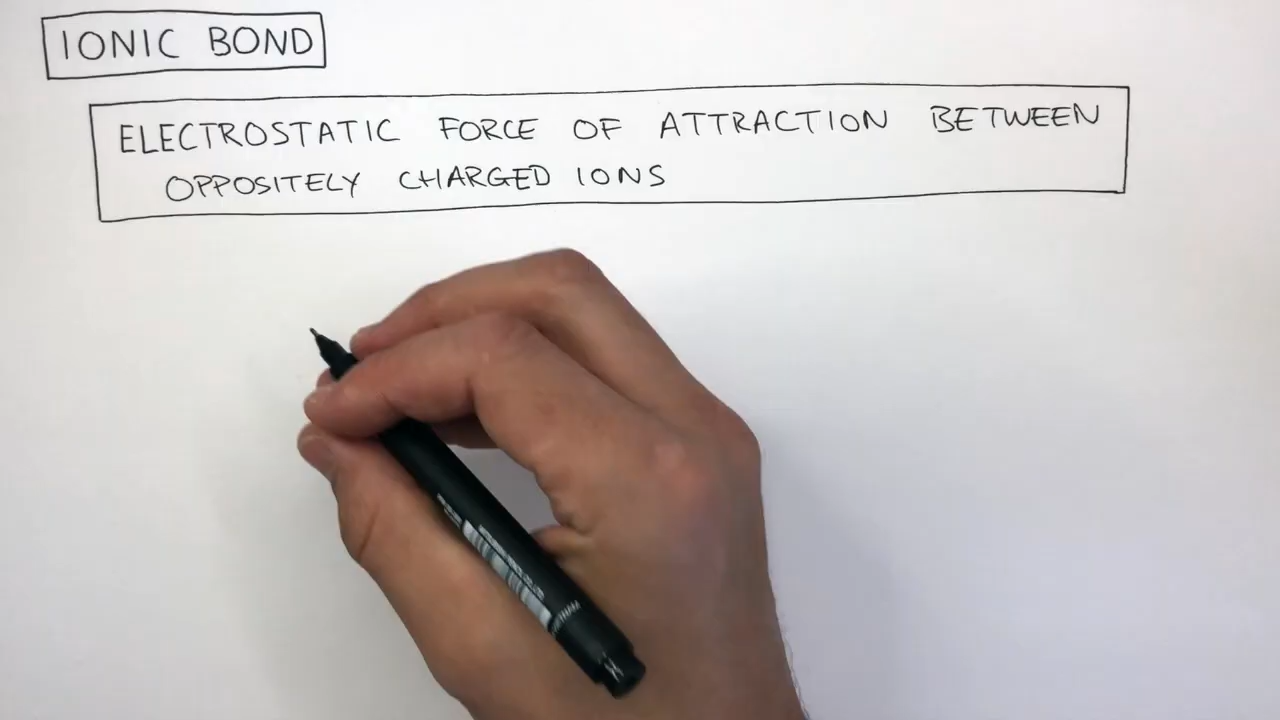 IONIC BOND
ELECTROSTATIC FORCE OF ATTRACTION BETWEEN
OPPOSITELY CHARGED IONS